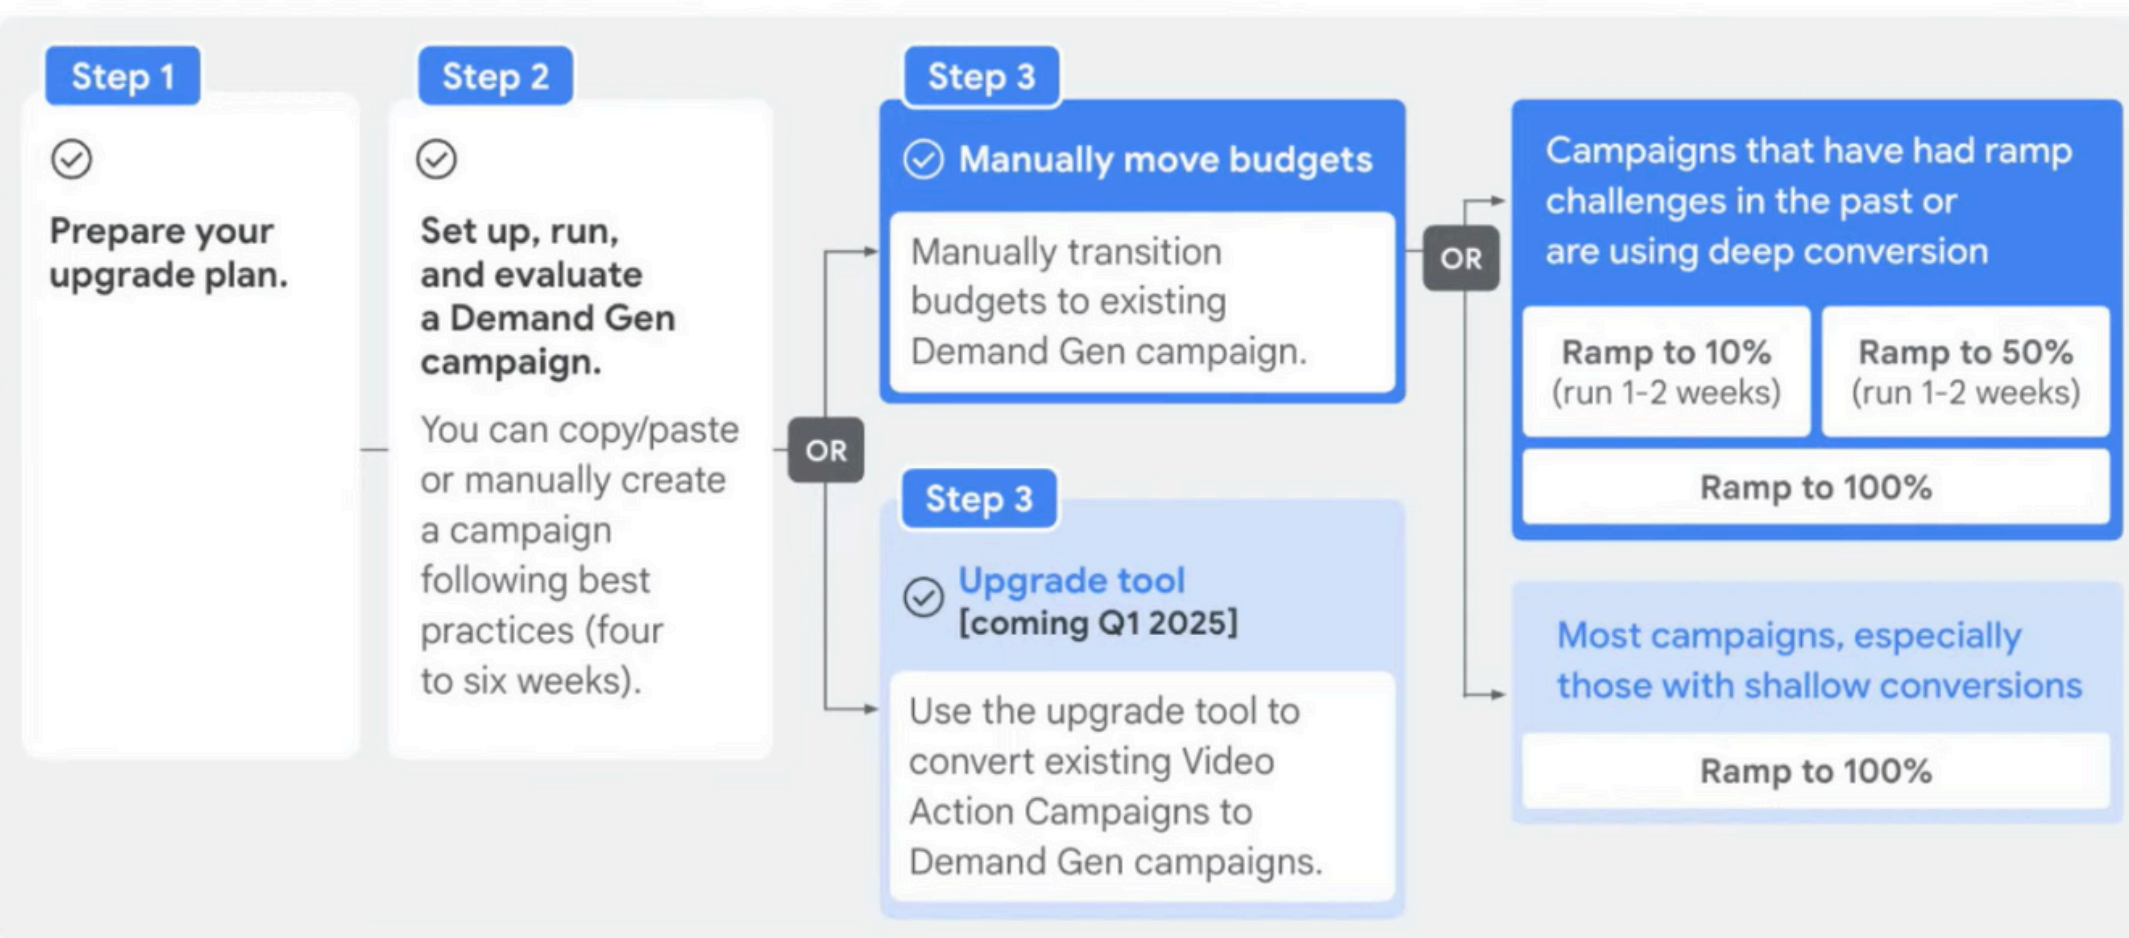 Step 1
Prepare your
upgrade plan.
Step 2
Set up, run,
and evaluate
a Demand Gen
campaign.
You can copy/paste
or manually create
a campaign
following best
practices (four
to six weeks).
OR
Step 3
Manually move budgets
Manually transition
budgets to existing
Demand Gen campaign.
Step 3
Upgrade tool
[coming Q1 2025]
Use the upgrade tool to
convert existing Video
Action Campaigns to
Demand Gen campaigns.
OR
Campaigns that have had ramp
challenges in the past or
are using deep conversion
Ramp to 10%
(run 1-2 weeks)
Ramp to 50%
(run 1-2 weeks)
Ramp to 100%
Most campaigns, especially
those with shallow conversions
Ramp to 100%